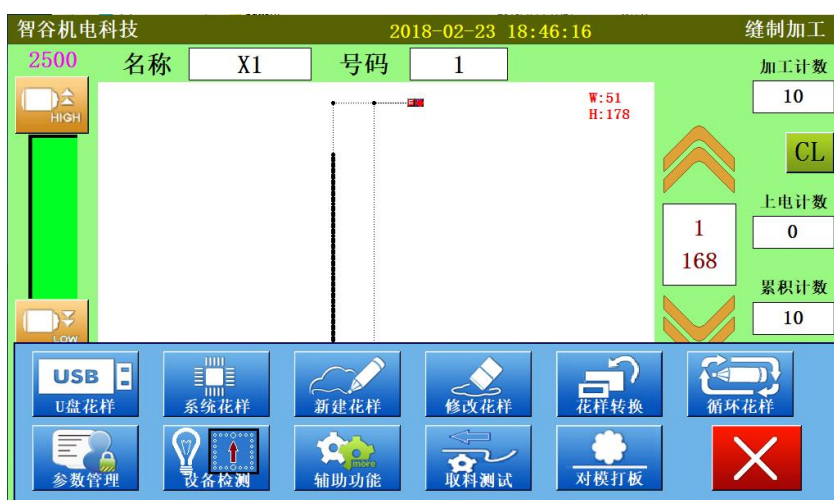 智谷机电科技 2018-02-23 18:46:16 缝制加工
2500 名称 X1 号码 1 加工计数
HIGH W:51 10
H:178
CL
上电计数
1 0
168
累积计数
10
LOW
USB
U盘花样 系统花样 新建花样 修改花样 花样转换 循环花样
more
参数管理 设备检测 辅助功能 取料测试 对模打板